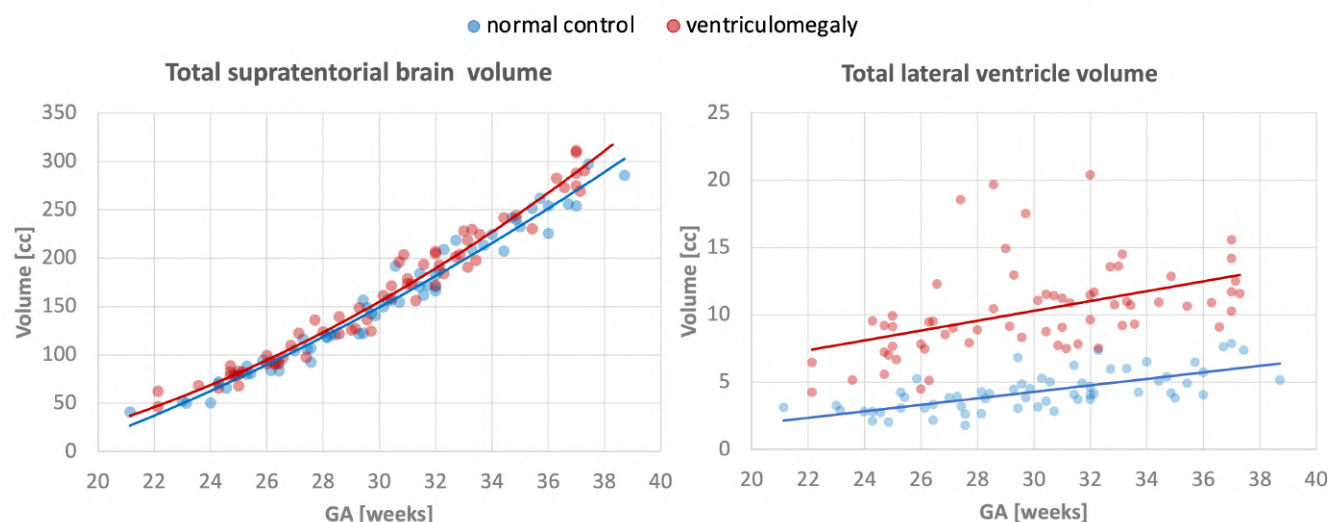 normal control ventriculomegaly
Total supratentorial brain volume
Volume [cc]
350
300
250
200
150
100
50
0
20 22 24 26 28 30 32 34 36 38 40
GA [weeks]
Total lateral ventricle volume
Volume [cc]
25
20
15
10
5
0
20 22 24 26 28 30 32 34 36 38 40
GA [weeks]